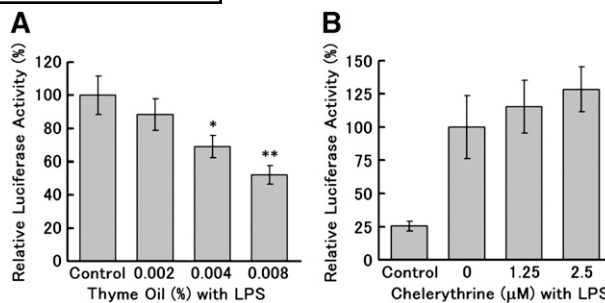 A
Relative Luciferase Activity (%)
120
100
80
60
40
20
0
*
**
Control 0.002 0.004 0.008
Thyme Oil (%) with LPS
B
Relative Luciferase Activity (%)
150
125
100
75
50
25
0
Control 0 1.25 2.5
Chelerythrine (μM) with LPS